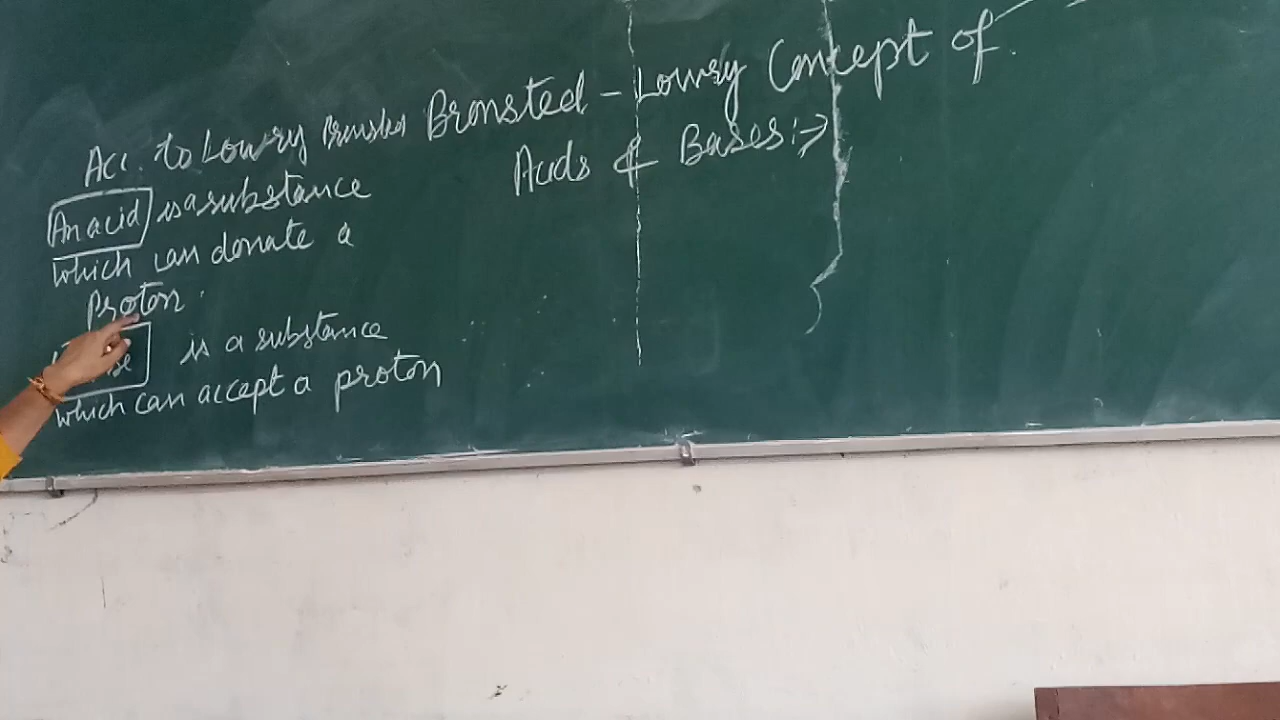 Bronsted - Lowry Concept of
Acids & Bases :→
Acc. to Lowry Bronsted
An acid is a substance
which can donate a
Proton.
is a substance
which can accept a proton